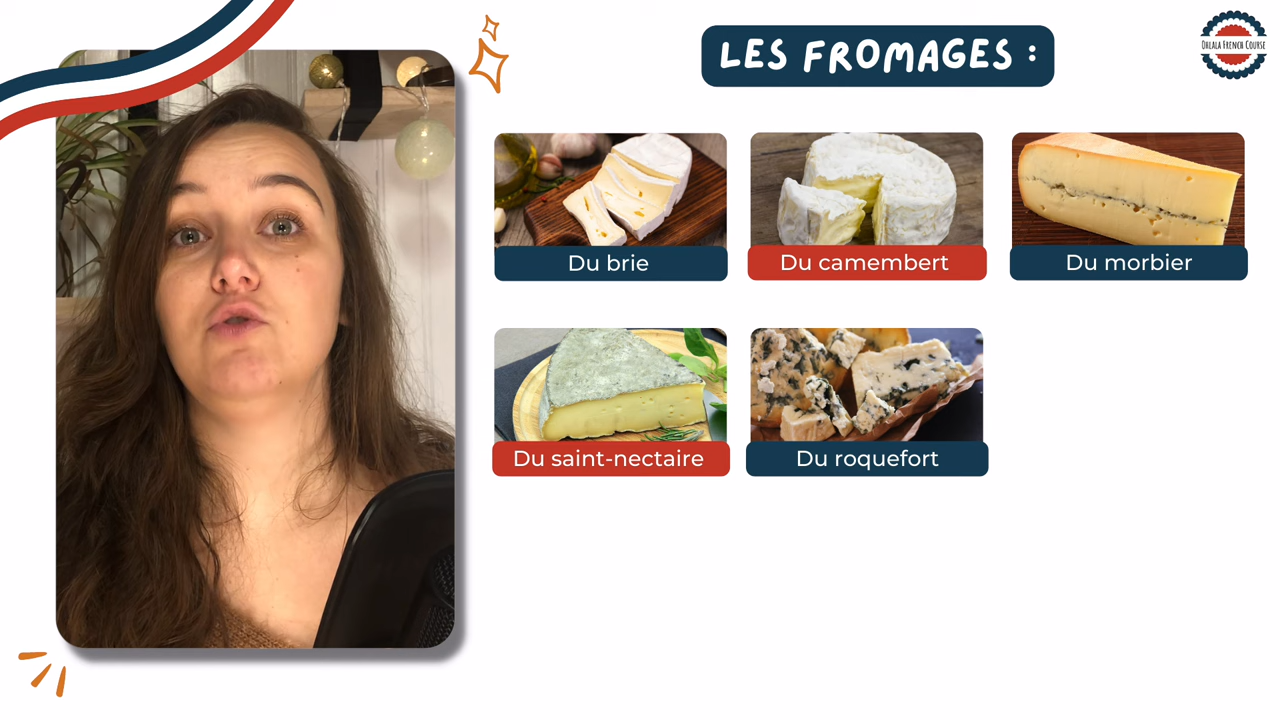 LES FROMAGES :
OHLALA FRENCH COURSE
Du brie
Du camembert
Du morbier
Du saint-nectaire
Du roquefort